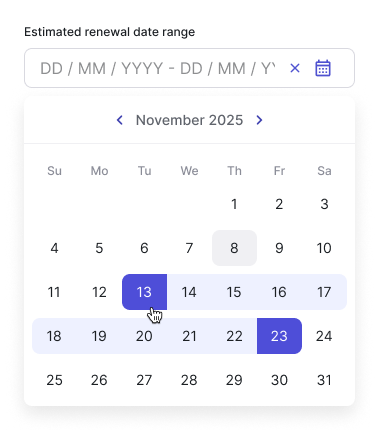 Estimated renewal date range
DD / MM / YYYY - DD / MM / YY
November 2025
Su Mo Tu We Th Fr Sa
1 2 3
4 5 6 7 8 9 10
11 12 13 14 15 16 17
18 19 20 21 22 23 24
25 26 27 28 29 30 31